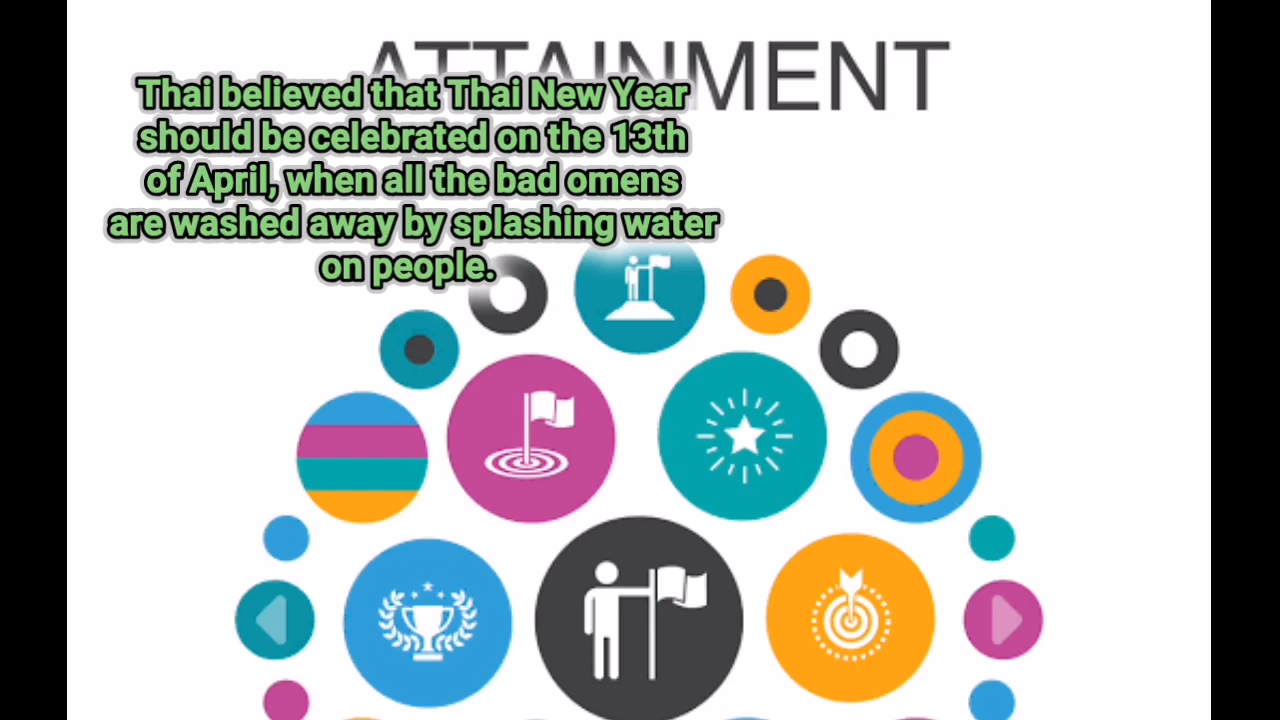 ATTAINMENT
Thai believed that Thai New Year
should be celebrated on the 13th
of April, when all the bad omens
are washed away by splashing water
on people.